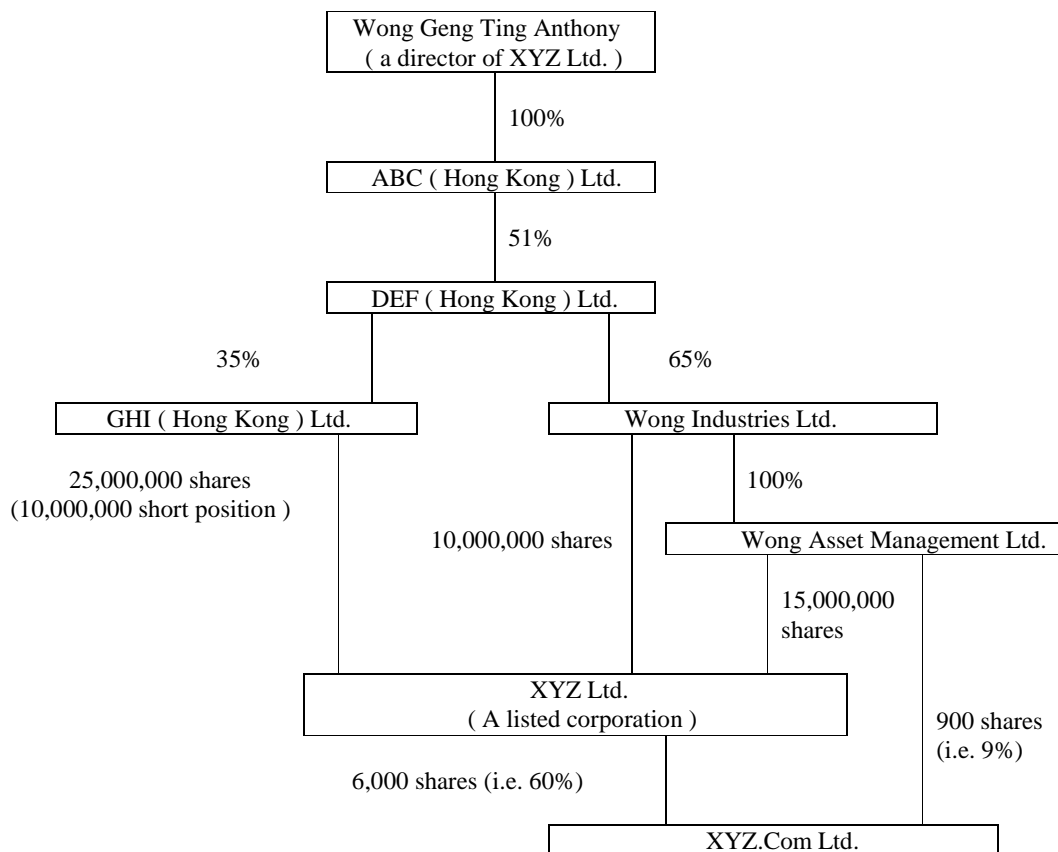 Wong Geng Ting Anthony
( a director of XYZ Ltd. )
100%
ABC ( Hong Kong ) Ltd.
51%
DEF ( Hong Kong ) Ltd.
35%
65%
GHI ( Hong Kong ) Ltd.
Wong Industries Ltd.
25,000,000 shares
(10,000,000 short position )
100%
10,000,000 shares
Wong Asset Management Ltd.
15,000,000
shares
XYZ Ltd.
( A listed corporation )
900 shares
(i.e. 9%)
6,000 shares (i.e. 60%)
XYZ.Com Ltd.